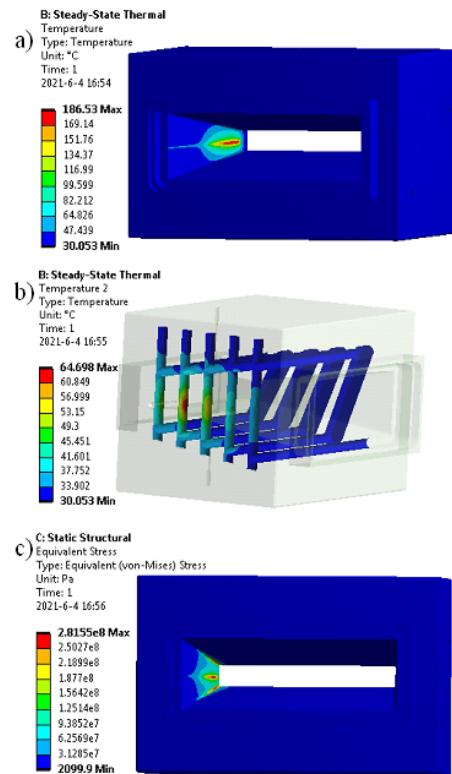 a)
B: Steady-State Thermal
Temperature
Type: Temperature
Unit: °C
Time: 1
2021-6-4 16:54
186.53 Max
169.14
151.76
134.37
116.99
99.599
82.212
64.826
47.439
30.053 Min
b)
B: Steady-State Thermal
Temperature 2
Type: Temperature
Unit: °C
Time: 1
2021-6-4 16:55
64.698 Max
60.849
56.999
53.15
49.3
45.451
41.601
37.752
33.902
30.053 Min
c)
C: Static Structural
Equivalent Stress
Type: Equivalent (von-Mises) Stress
Unit: Pa
Time: 1
2021-6-4 16:56
2.8155e8 Max
2.5027e8
2.1899e8
1.877e8
1.5642e8
1.2514e8
9.3852e7
6.2569e7
3.1285e7
2099.9 Min